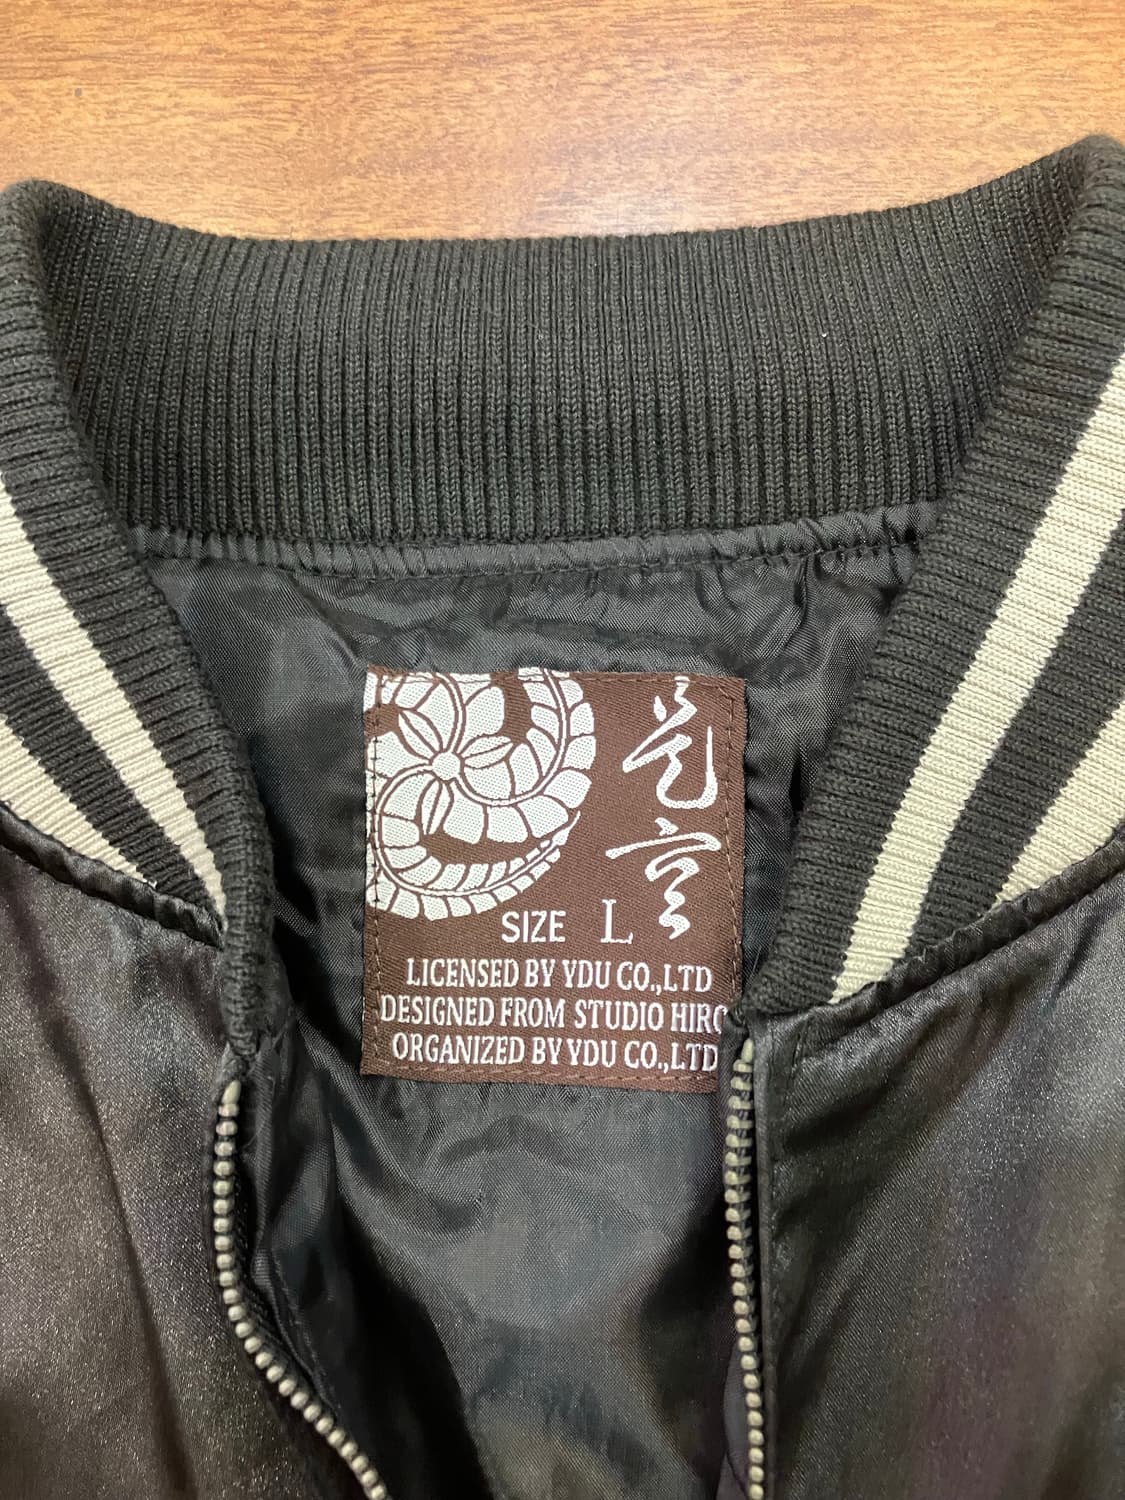 SIZE L
LICENSED BY YDU CO.,LTD
DESIGNED FROM STUDIO HIRO
ORGANIZED BY YDU CO.,LTD